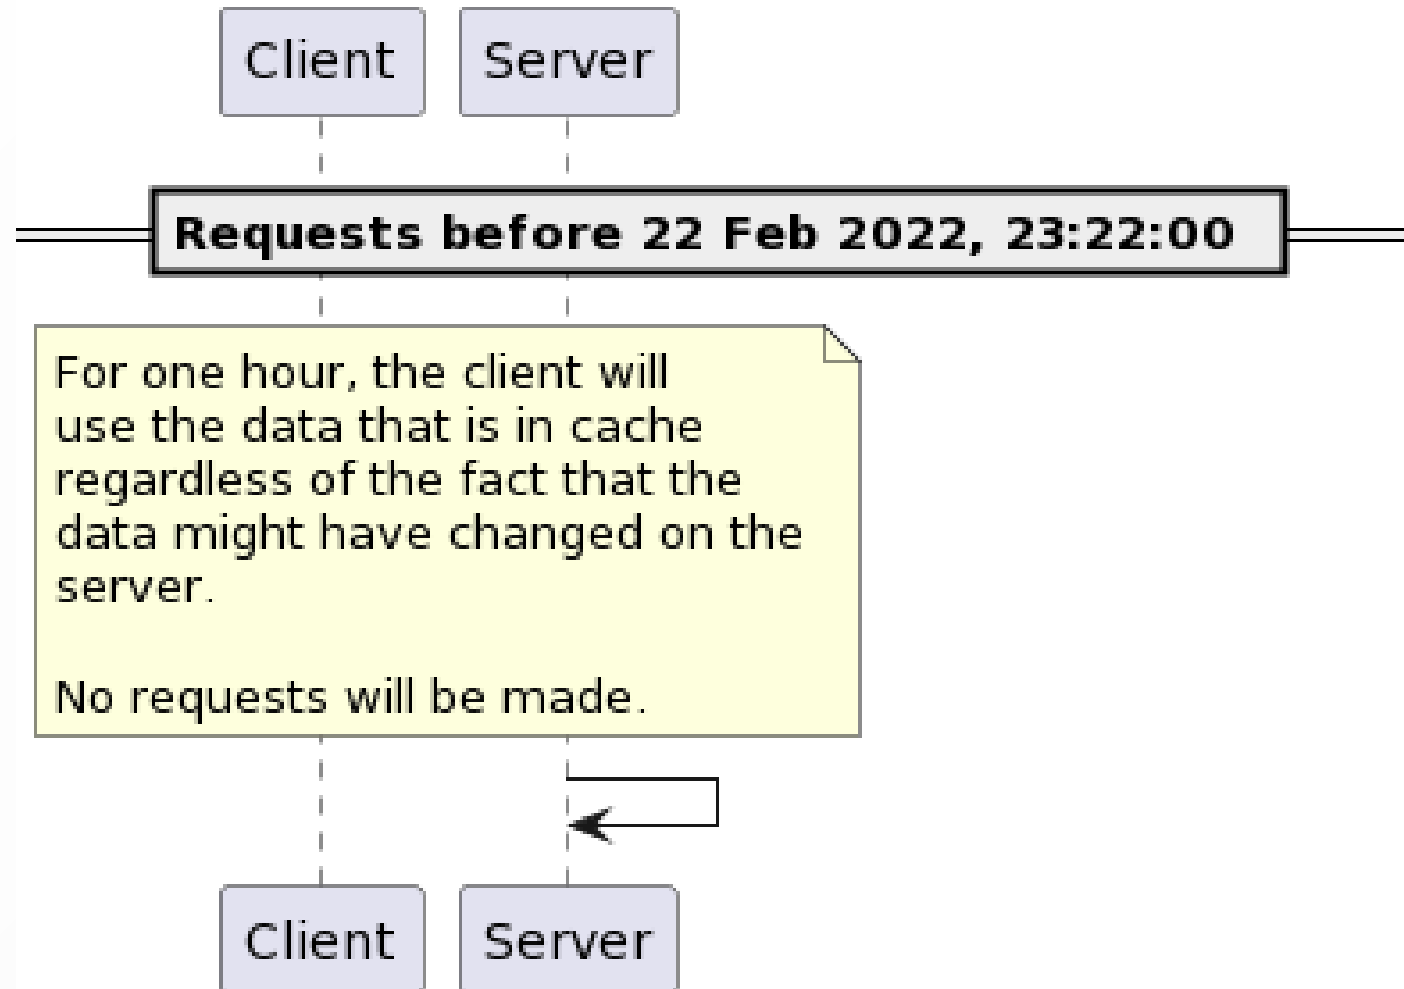 Client Server
Requests before 22 Feb 2022, 23:22:00
For one hour, the client will
use the data that is in cache
regardless of the fact that the
data might have changed on the
server.
No requests will be made.
Client Server